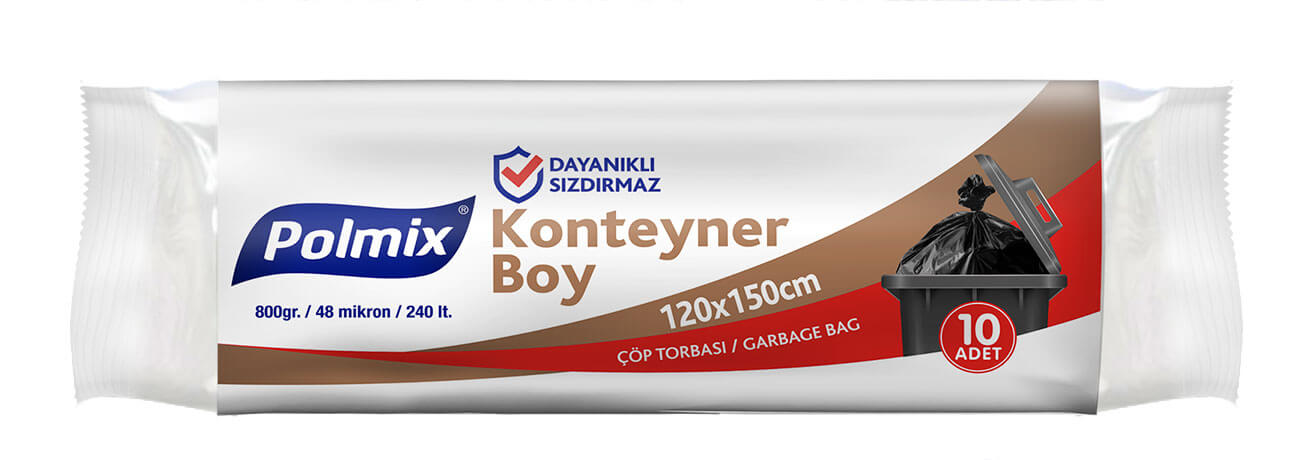 DAYANIKLI
SIZDIRMAZ
Polmix®
Konteyner
Boy
800gr. / 48 mikron / 240 lt.
120x150cm
ÇÖP TORBASI / GARBAGE BAG
10
ADET